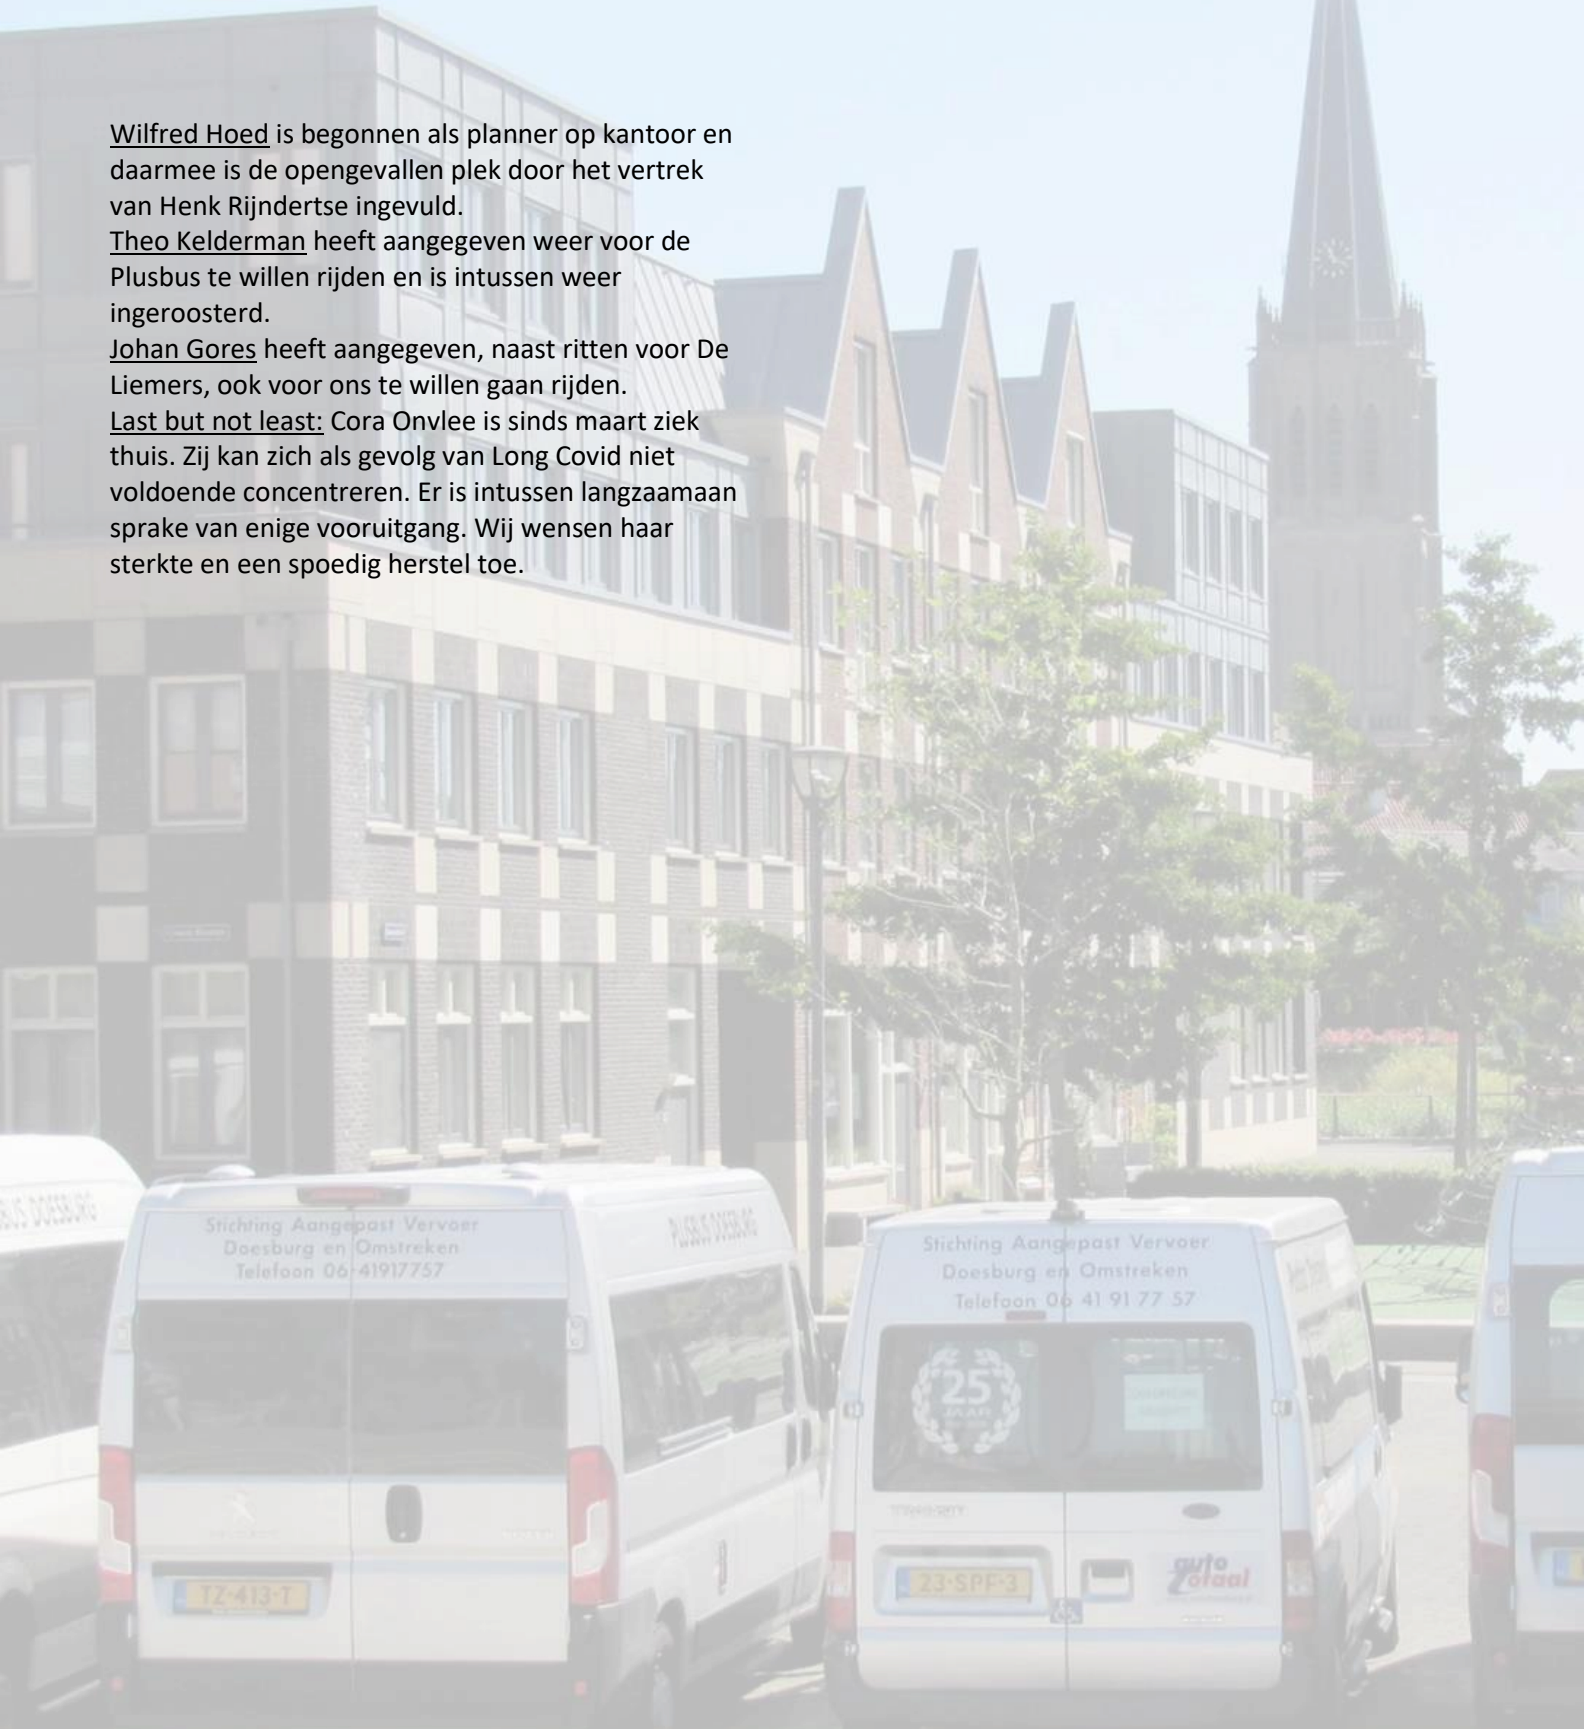 Wilfred Hoed is begonnen als planner op kantoor en
daarmee is de opengevallen plek door het vertrek
van Henk Rijndertse ingevuld.
Theo Kelderman heeft aangegeven weer voor de
Plusbus te willen rijden en is intussen weer
ingeroosterd.
Johan Gores heeft aangegeven, naast ritten voor De
Liemers, ook voor ons te willen gaan rijden.
Last but not least: Cora Onvlee is sinds maart ziek
thuis. Zij kan zich als gevolg van Long Covid niet
voldoende concentreren. Er is intussen langzaamaan
sprake van enige vooruitgang. Wij wensen haar
sterkte en een spoedig herstel toe.
DOESBURG
Stichting Aangepast Vervoer
Doesburg en Omstreken
Telefoon 06-41917757
PLUSBUS DOESBURG
Stichting Aangepast Vervoer
Doesburg en Omstreken
Telefoon 06 41 91 77 57
25
JAAR
TRANSIT
auto
totaal
TZ-413-T
23-SPF-3